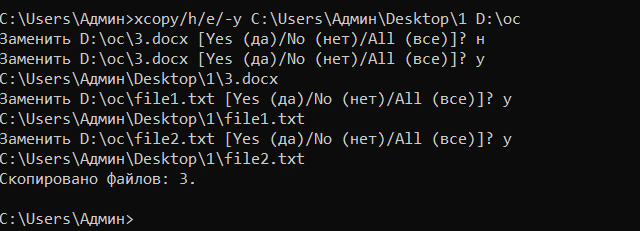 C:\Users\Админ>xcopy/h/e/-y C:\Users\Админ\Desktop\1 D:\oc
Заменить D:\oc\3.docx [Yes (да)/No (нет)/All (все)]? н
Заменить D:\oc\3.docx [Yes (да)/No (нет)/All (все)]? y
C:\Users\Админ\Desktop\1\3.docx
Заменить D:\oc\file1.txt [Yes (да)/No (нет)/All (все)]? y
C:\Users\Админ\Desktop\1\file1.txt
Заменить D:\oc\file2.txt [Yes (да)/No (нет)/All (все)]? y
C:\Users\Админ\Desktop\1\file2.txt
Скопировано файлов: 3.
C:\Users\Админ>